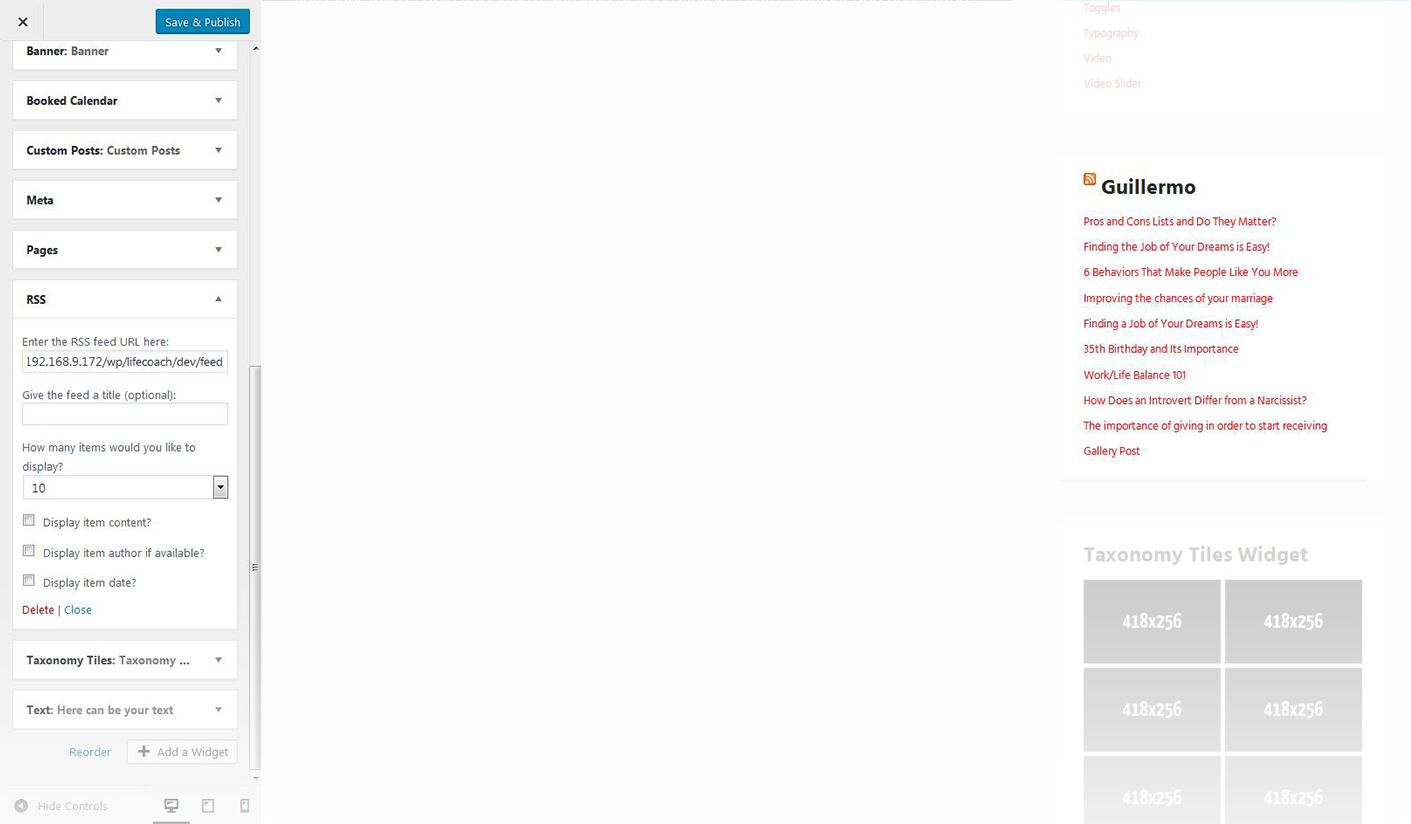 Save & Publish
Banner: Banner
Booked Calendar
Custom Posts: Custom Posts
Meta
Pages
RSS
Enter the RSS feed URL here:
192.168.9.172/wp/lifecoach/dev/feed
Give the feed a title (optional):
How many items would you like to
display?
10
Display item content?
Display item author if available?
Display item date?
Delete | Close
Taxonomy Tiles: Taxonomy ...
Text: Here can be your text
Reorder
Add a Widget
Hide Controls
Toggles
Typography
Video
Video Slider
Guillermo
Pros and Cons Lists and Do They Matter?
Finding the Job of Your Dreams is Easy!
6 Behaviors That Make People Like You More
Improving the chances of your marriage
Finding a Job of Your Dreams is Easy!
35th Birthday and Its Importance
Work/Life Balance 101
How Does an Introvert Differ from a Narcissist?
The importance of giving in order to start receiving
Gallery Post
Taxonomy Tiles Widget
418x256 418x256
418x256 418x256
418x256 418x256